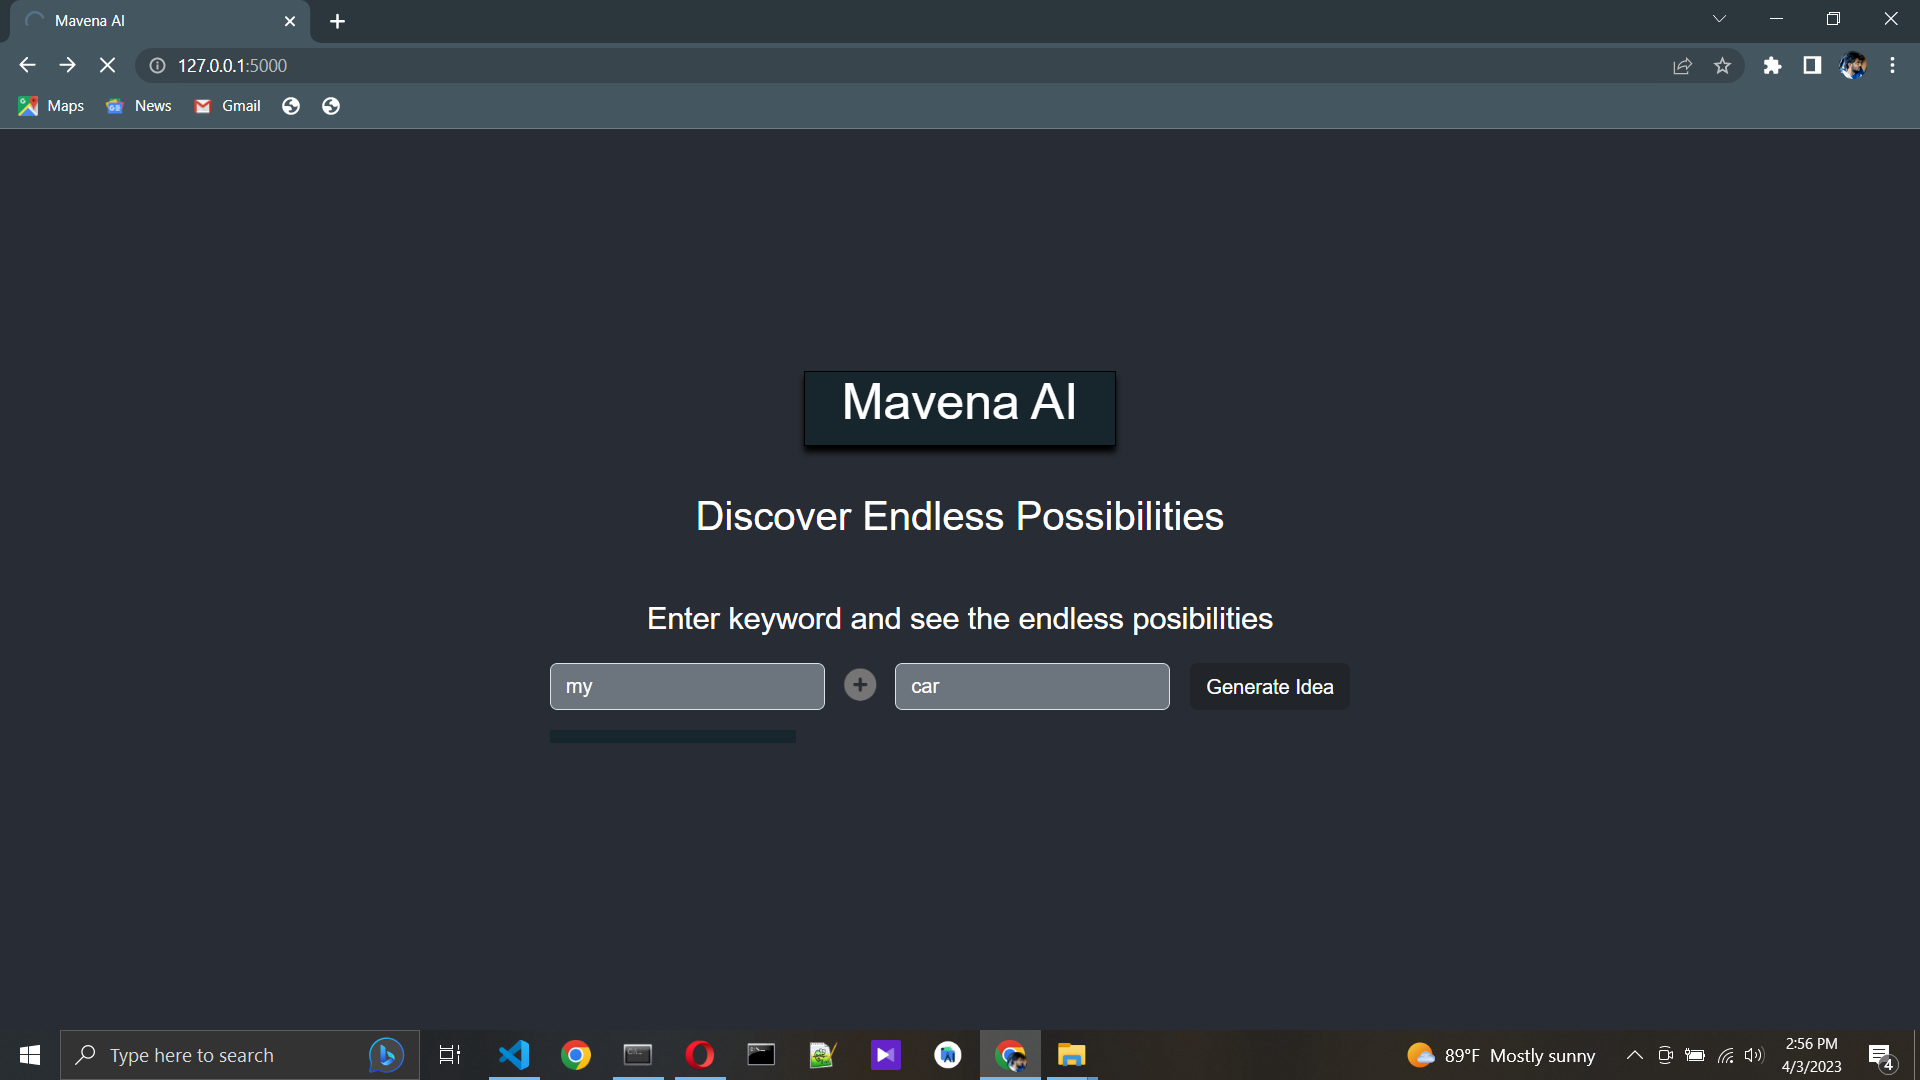 Mavena AI
127.0.0.1:5000
Maps News Gmail
Mavena AI
Discover Endless Possibilities
Enter keyword and see the endless posibilities
my car Generate Idea
Type here to search
89°F Mostly sunny
2:56 PM
4/3/2023
4